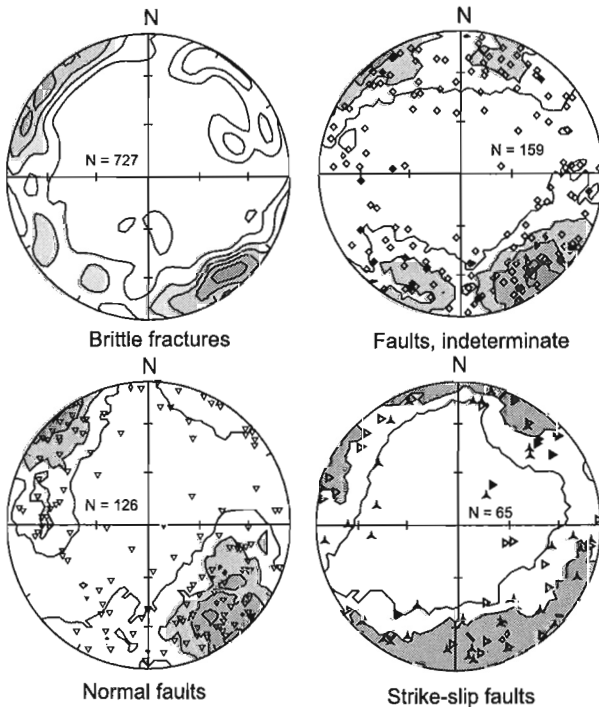 N
N
N = 727
N = 159
Brittle fractures
Faults, indeterminate
N
N
N = 126
N = 65
Normal faults
Strike-slip faults